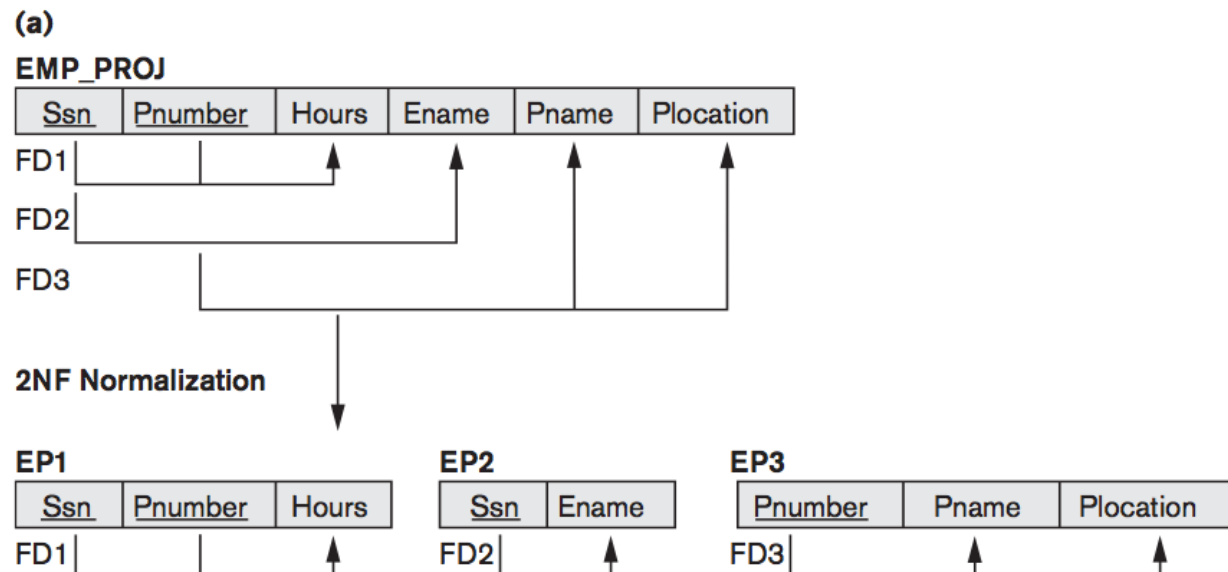 (a)
EMP_PROJ
Ssn Pnumber Hours Ename Pname Plocation
FD1
FD2
FD3
2NF Normalization
EP1 EP2 EP3
Ssn Pnumber Hours Ssn Ename Pnumber Pname Plocation
FD1 FD2 FD3